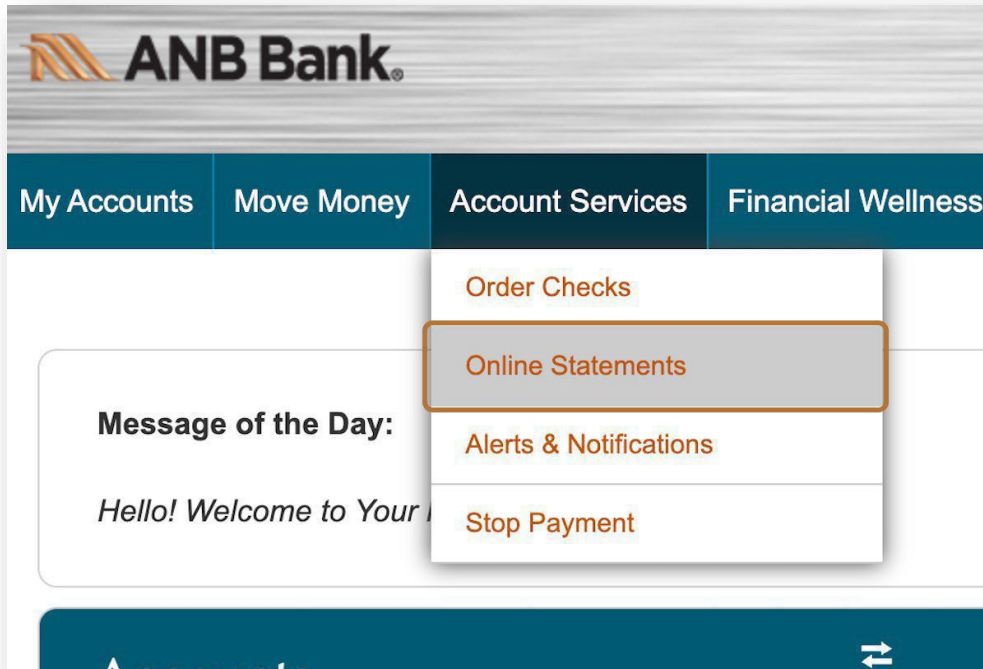 ANB Bank®
My Accounts
Move Money
Account Services
Financial Wellness
Order Checks
Online Statements
Alerts & Notifications
Stop Payment
Message of the Day:
Hello! Welcome to Your